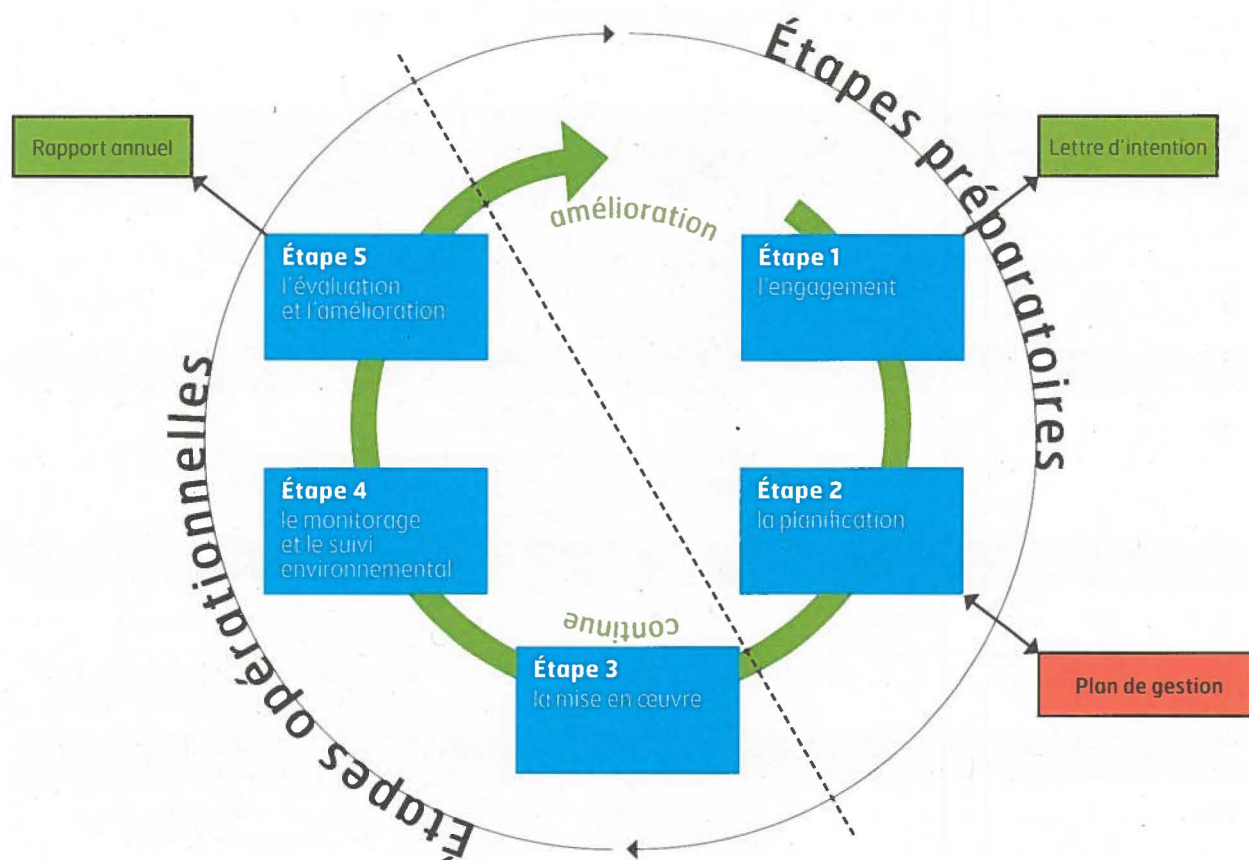 Étapes préparatoires
Rapport annuel
Lettre d'intention
amélioration
Étape 5
l'évaluation
et l'amélioration
Étape 1
l'engagement
Étape 4
le monitorage
et le suivi
environnemental
Étape 2
la planification
continue
Étape 3
la mise en œuvre
Plan de gestion
Étapes opérationnelles